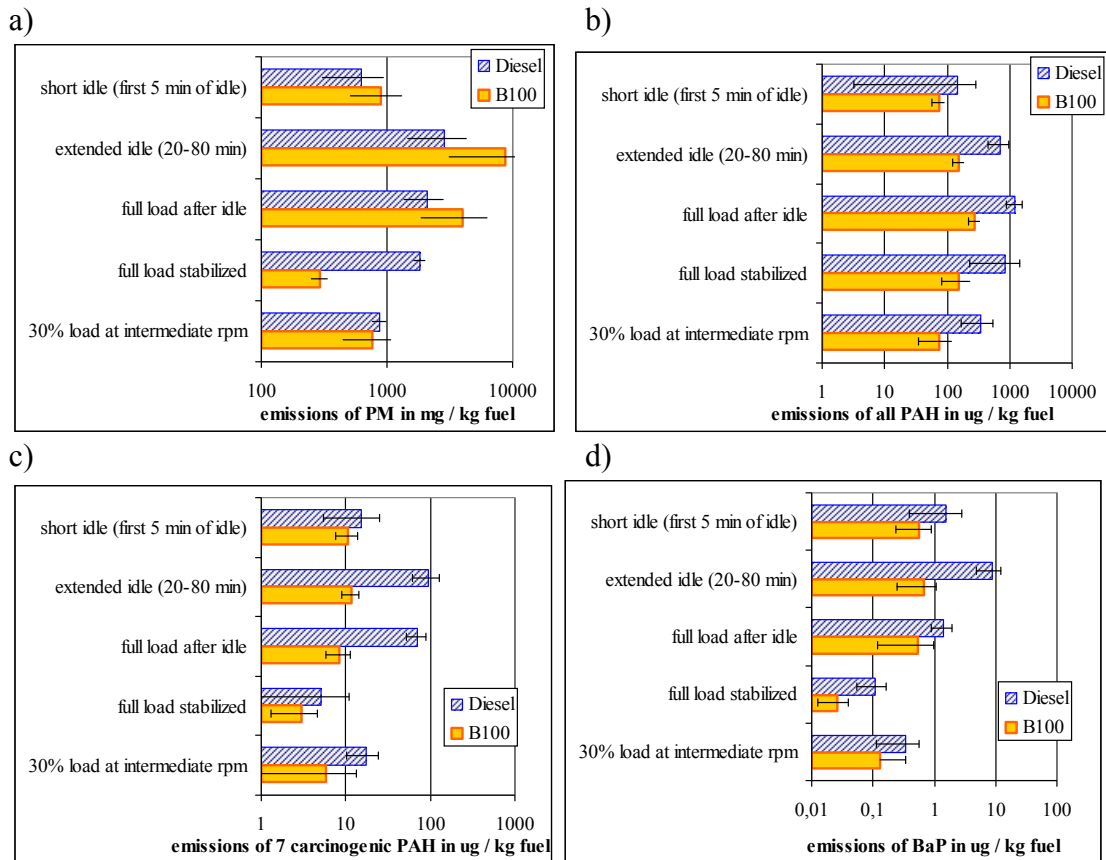 a)
Diesel
B100
short idle (first 5 min of idle)
extended idle (20-80 min)
full load after idle
full load stabilized
30% load at intermediate rpm
100 1000 10000
emissions of PM in mg / kg fuel
b)
Diesel
B100
short idle (first 5 min of idle)
extended idle (20-80 min)
full load after idle
full load stabilized
30% load at intermediate rpm
1 10 100 1000 10000
emissions of all PAH in ug / kg fuel
c)
short idle (first 5 min of idle)
extended idle (20-80 min)
full load after idle
full load stabilized
30% load at intermediate rpm
Diesel
B100
1 10 100 1000
emissions of 7 carcinogenic PAH in ug / kg fuel
d)
short idle (first 5 min of idle)
extended idle (20-80 min)
full load after idle
full load stabilized
30% load at intermediate rpm
Diesel
B100
0,01 0,1 1 10 100
emissions of BaP in ug / kg fuel